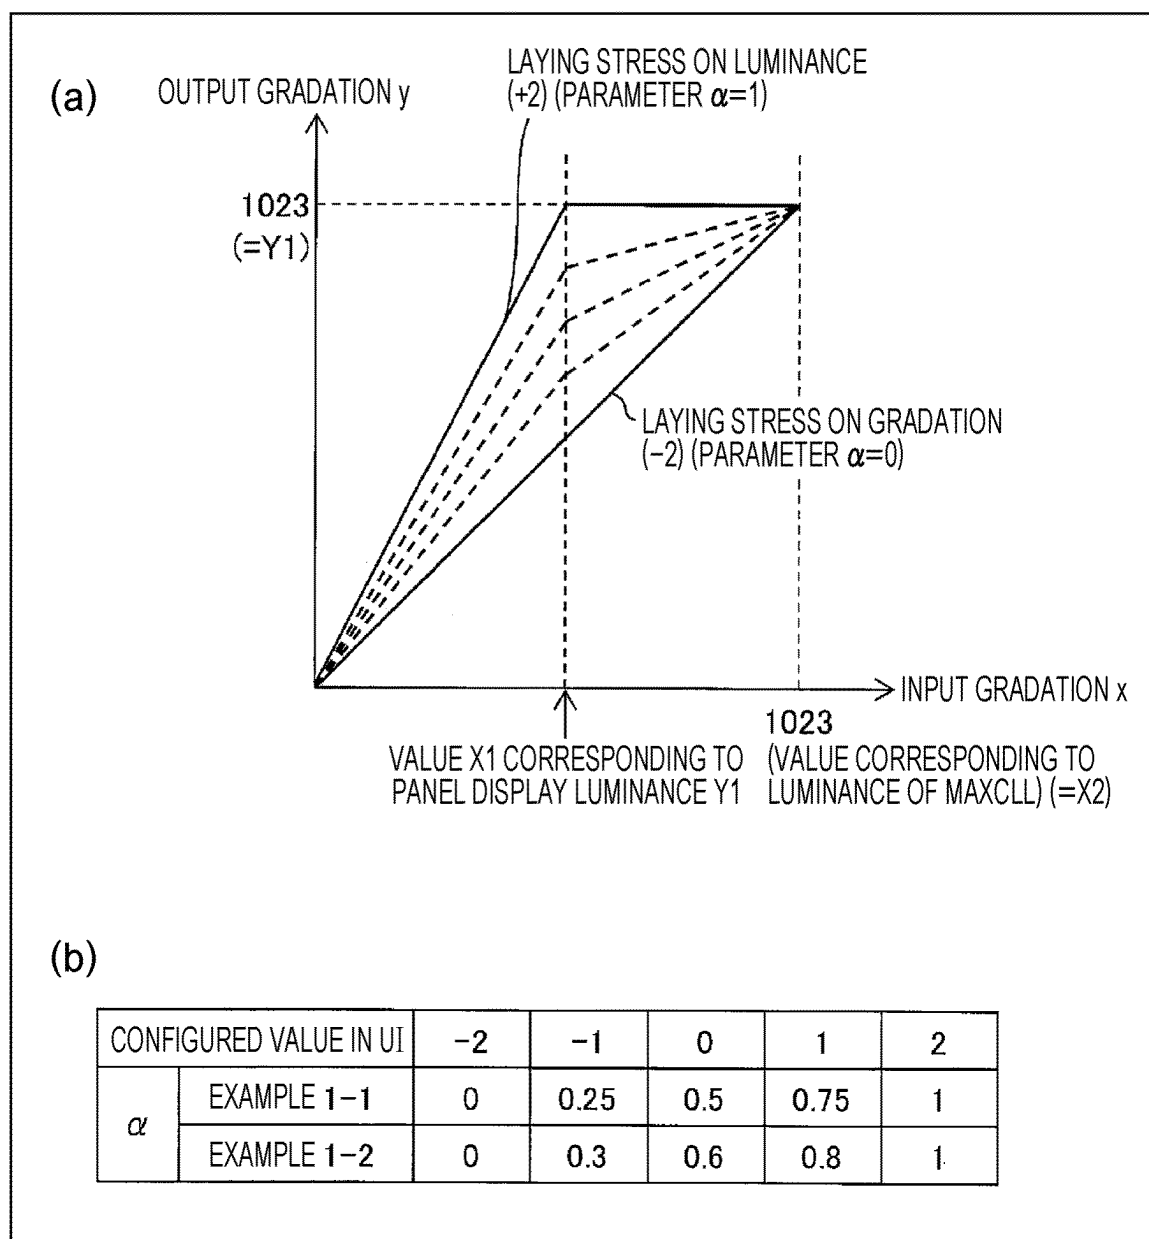 (a)
OUTPUT GRADATION y
LAYING STRESS ON LUMINANCE
(+2) (PARAMETER α=1)
1023
(=Y1)
LAYING STRESS ON GRADATION
(−2) (PARAMETER α=0)
INPUT GRADATION x
1023
VALUE X1 CORRESPONDING TO
PANEL DISPLAY LUMINANCE Y1
(VALUE CORRESPONDING TO
LUMINANCE OF MAXCLL) (=X2)
(b)
CONFIGURED VALUE IN UI −2 −1 0 1 2
α
EXAMPLE 1−1 0 0.25 0.5 0.75 1
EXAMPLE 1−2 0 0.3 0.6 0.8 1